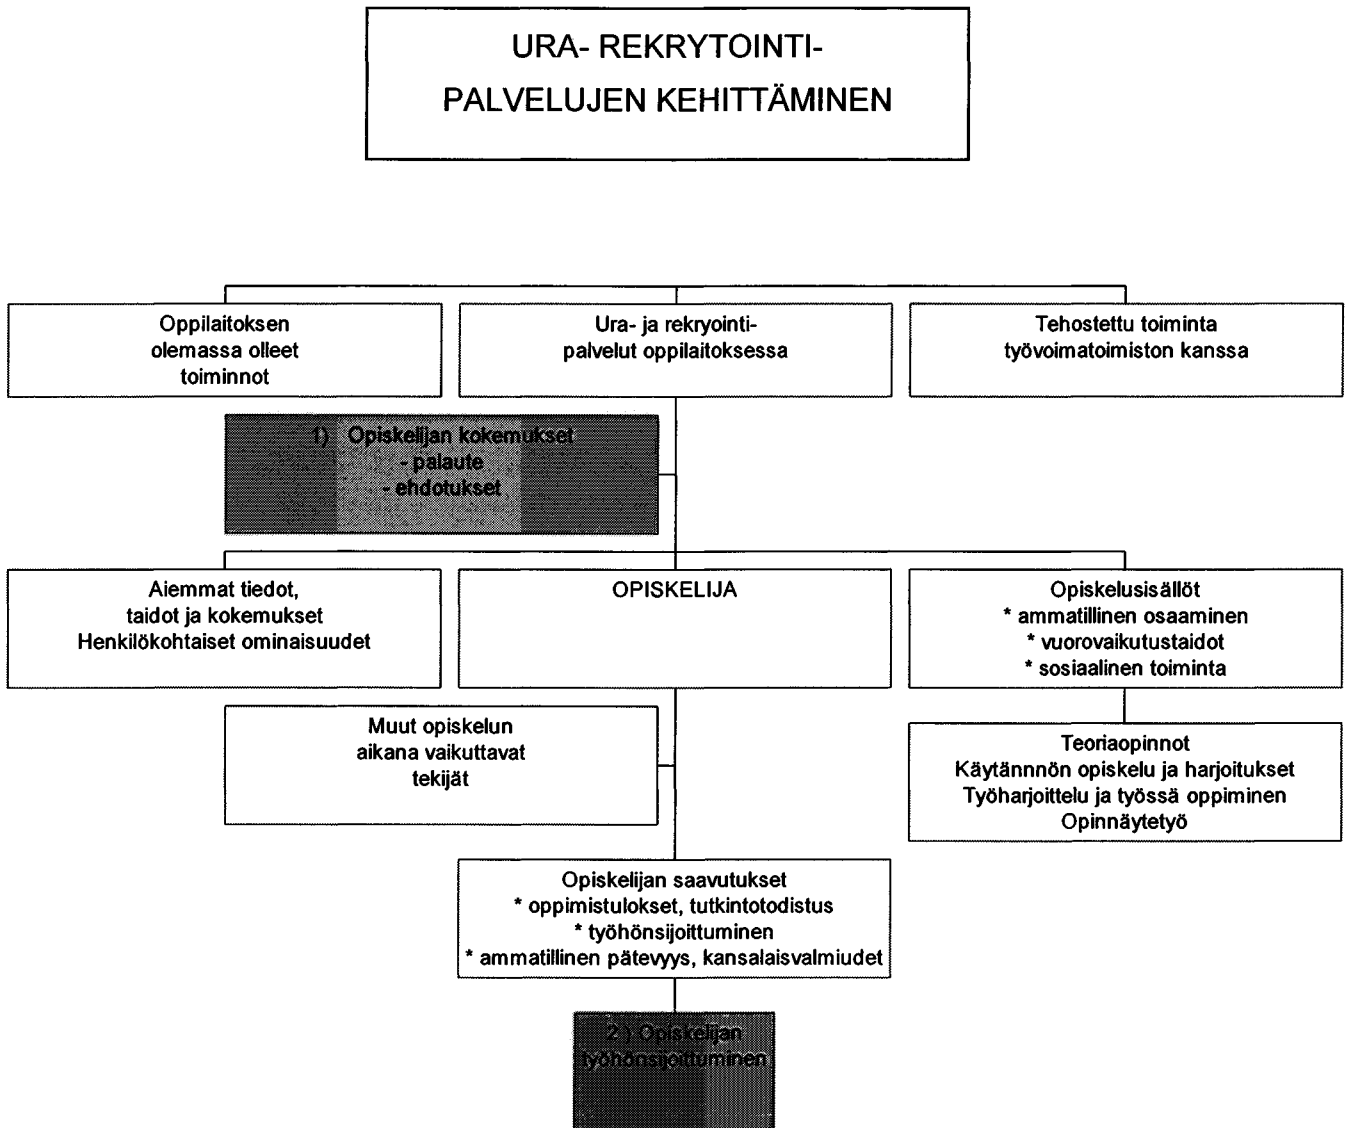 URA- REKRYTOINTI-
PALVELUJEN KEHITTÄMINEN
Oppilaitoksen
olemassa olleet
toiminnot
Ura- ja rekryointi-
palvelut oppilaitoksessa
Tehostettu toiminta
työvoimatoimiston kanssa
1) Opiskelijan kokemukset
- palaute
- ehdotukset
Aiemmat tiedot,
taidot ja kokemukset
Henkilökohtaiset ominaisuudet
OPISKELIJA
Opiskelusisällöt
* ammatillinen osaaminen
* vuorovaikutustaidot
* sosiaalinen toiminta
Muut opiskelun
aikana vaikuttavat
tekijät
Teoriaopinnot
Käytännnön opiskelu ja harjoitukset
Työharjoittelu ja työssä oppiminen
Opinnäytetyö
Opiskelijan saavutukset
* oppimistulokset, tutkintotodistus
* työhönsijoittuminen
* ammatillinen pätevyys, kansalaisvalmiudet
2 ) Opiskelijan
työhönsijoittuminen